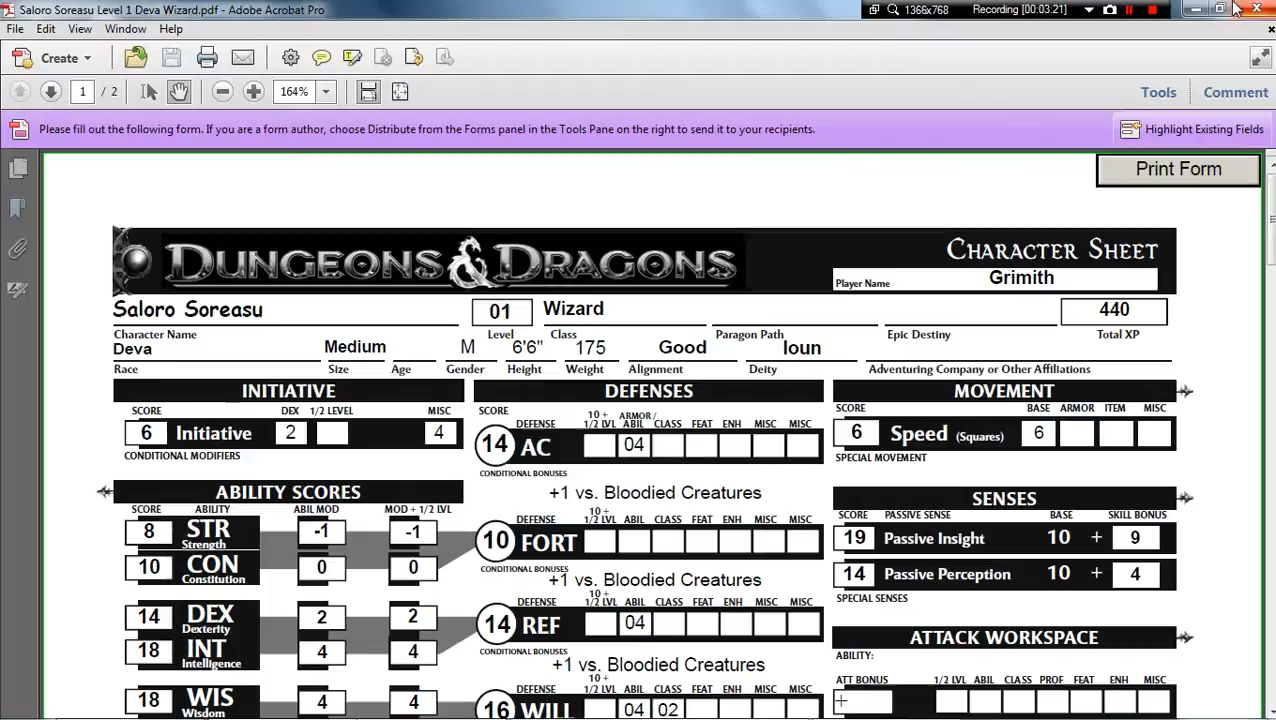 Saloro Soreasu Level 1 Deva Wizard.pdf - Adobe Acrobat Pro
1366x768 Recording [00:03:21]
File Edit View Window Help
Create
1 / 2 164% Tools Comment
Please fill out the following form. If you are a form author, choose Distribute from the Forms panel in the Tools Pane on the right to send it to your recipients. Highlight Existing Fields
Print Form
DUNGEONS & DRAGONS
CHARACTER SHEET
Player Name Grimith
Saloro Soreasu 01 Wizard 440
Character Name Level Class Paragon Path Epic Destiny Total XP
Deva Medium M 6'6" 175 Good Ioun
Race Size Age Gender Height Weight Alignment Deity Adventuring Company or Other Affiliations
INITIATIVE
SCORE DEX 1/2 LEVEL MISC
6 Initiative 2 4
CONDITIONAL MODIFIERS
ABILITY SCORES
SCORE ABILITY ABIL MOD MOD + 1/2 LVL
8 STR -1 -1
Strength
10 CON 0 0
Constitution
14 DEX 2 2
Dexterity
18 INT 4 4
Intelligence
18 WIS 4 4
Wisdom
DEFENSES
SCORE DEFENSE 10 + 1/2 LVL ARMOR / ABIL CLASS FEAT ENH MISC MISC
14 AC 04
CONDITIONAL BONUSES
+1 vs. Bloodied Creatures
DEFENSE 10 + 1/2 LVL ABIL CLASS FEAT ENH MISC MISC
10 FORT
CONDITIONAL BONUSES
+1 vs. Bloodied Creatures
DEFENSE 10 + 1/2 LVL ABIL CLASS FEAT ENH MISC MISC
14 REF 04
CONDITIONAL BONUSES
+1 vs. Bloodied Creatures
DEFENSE 10 + 1/2 LVL ABIL CLASS FEAT ENH MISC MISC
16 WILL 04 02
MOVEMENT
SCORE BASE ARMOR ITEM MISC
6 Speed (Squares) 6
SPECIAL MOVEMENT
SENSES
SCORE PASSIVE SENSE BASE SKILL BONUS
19 Passive Insight 10 + 9
14 Passive Perception 10 + 4
SPECIAL SENSES
ATTACK WORKSPACE
ABILITY:
ATT BONUS 1/2 LVL ABIL CLASS PROF FEAT ENH MISC
+